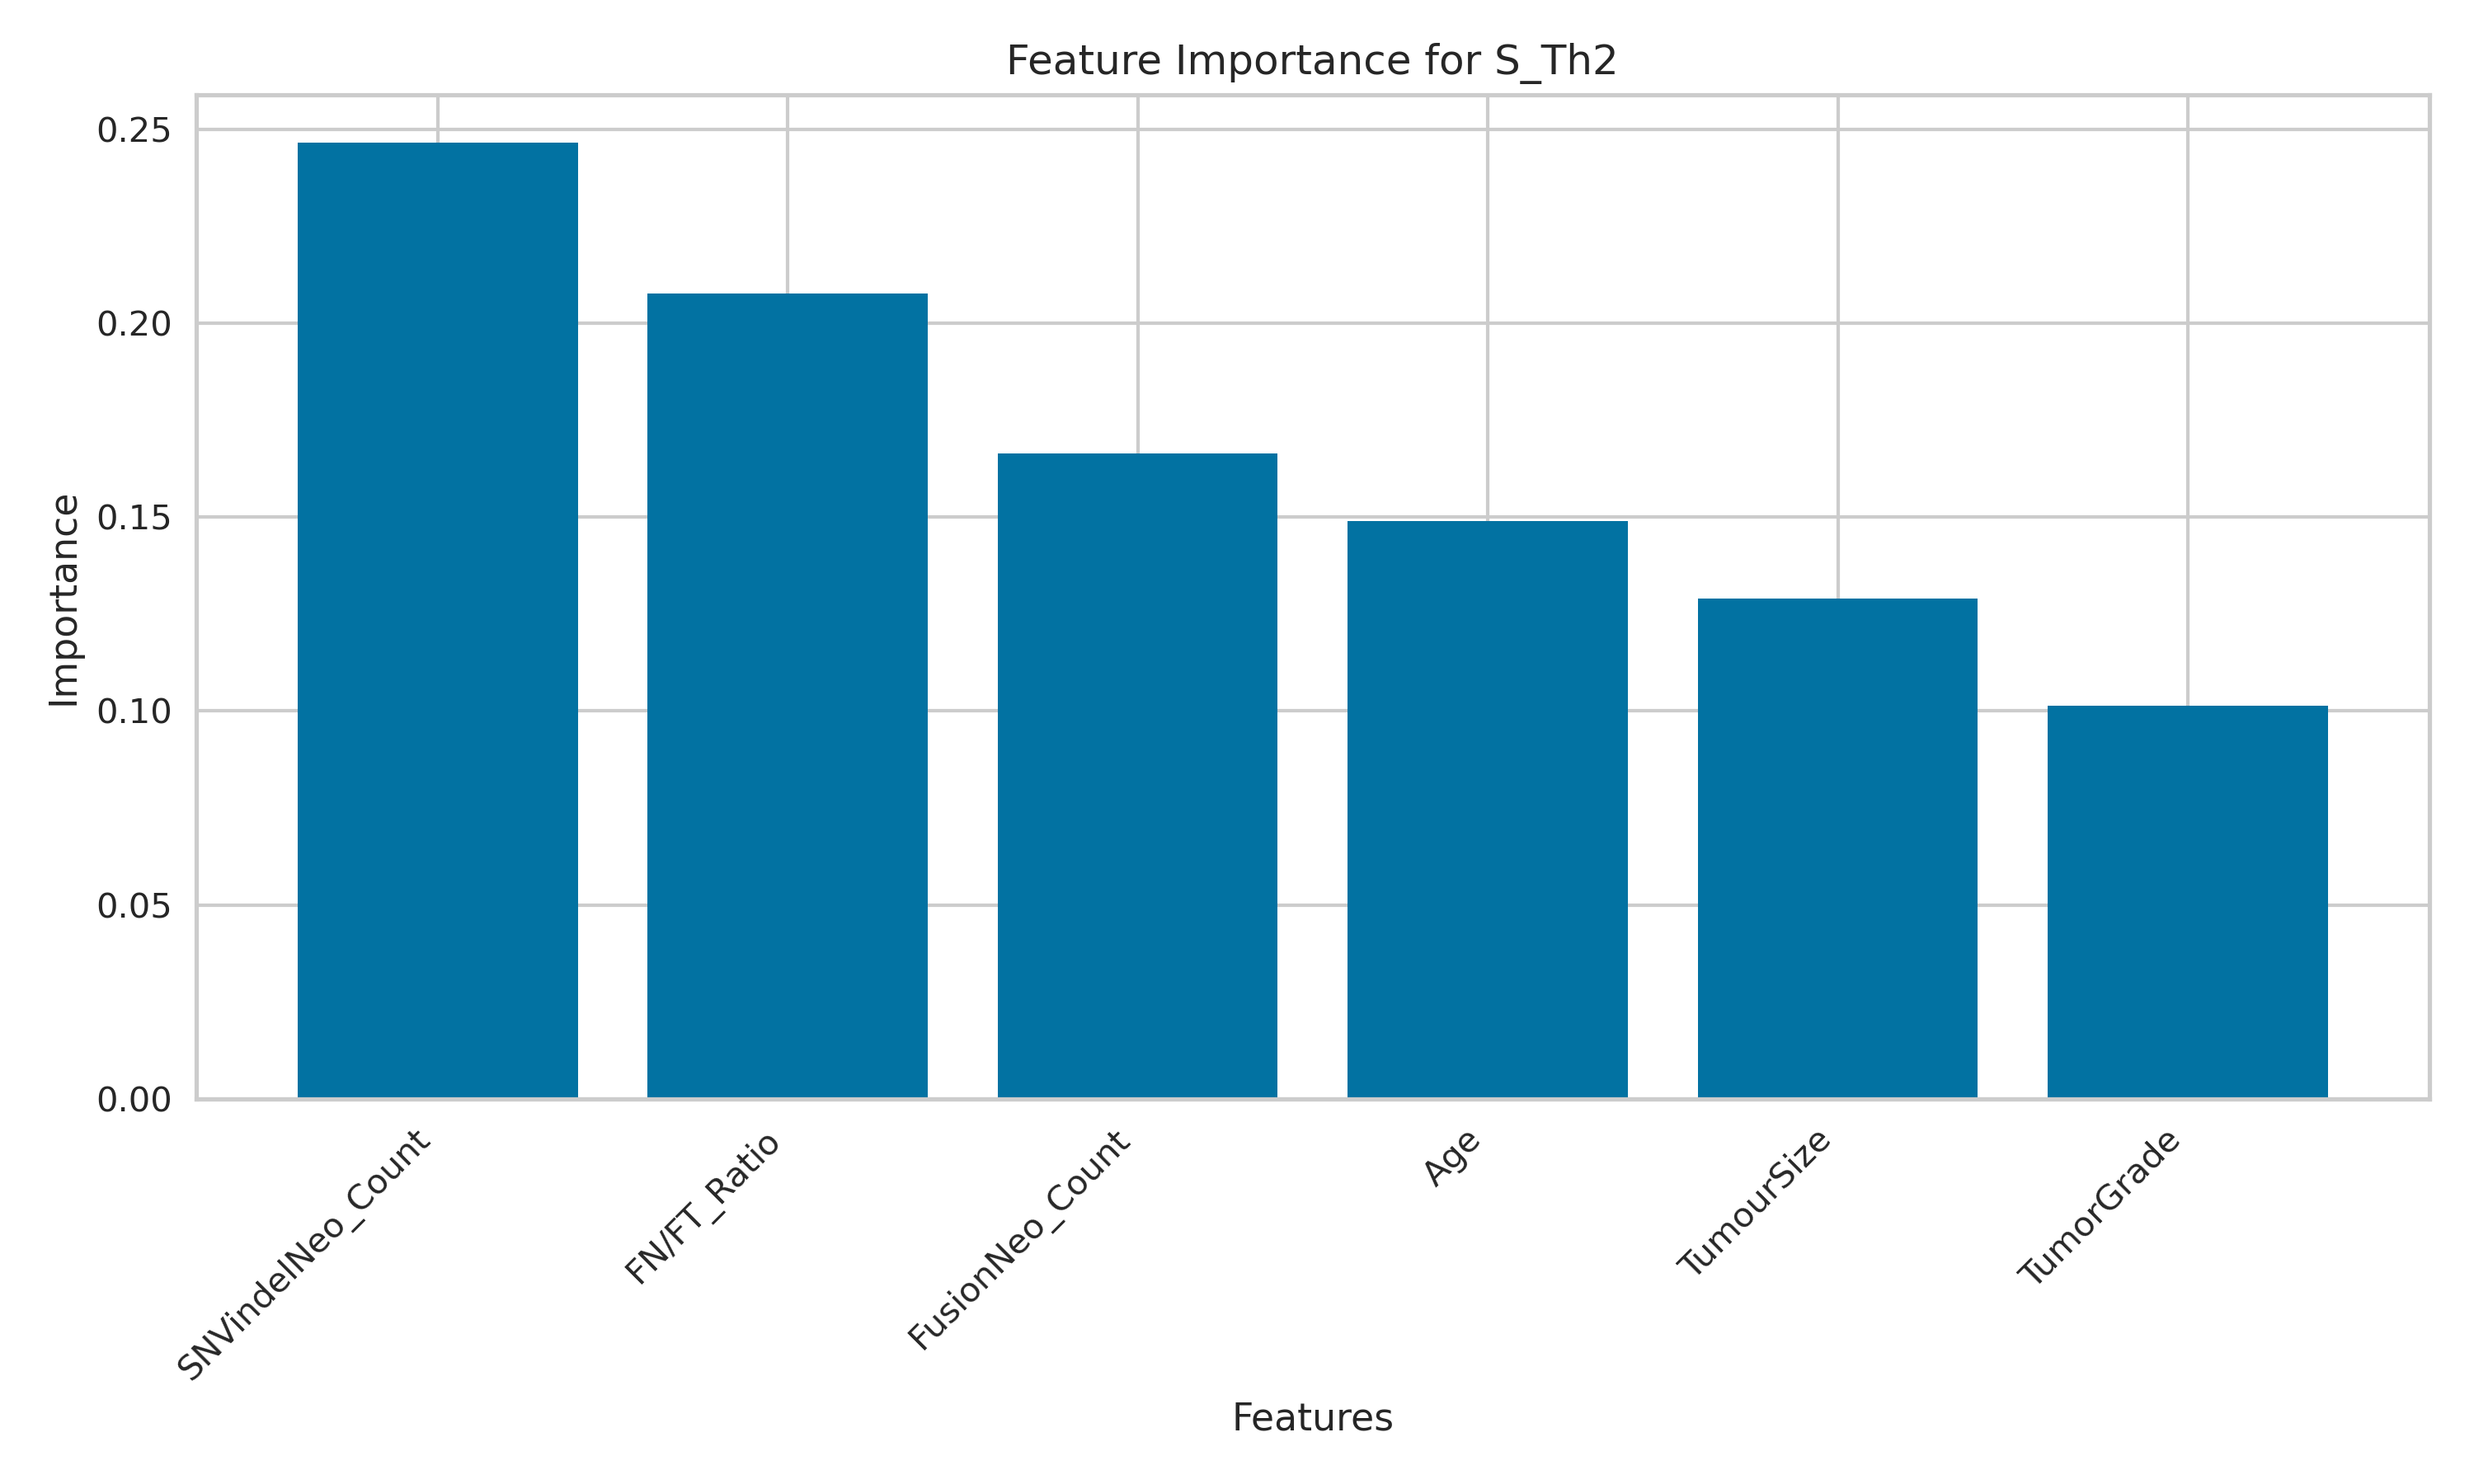 Feature Importance for S_Th2
Importance
0.25
0.20
0.15
0.10
0.05
0.00
SNVindelNeo_Count
FN/FT_Ratio
FusionNeo_Count
Age
TumourSize
TumorGrade
Features